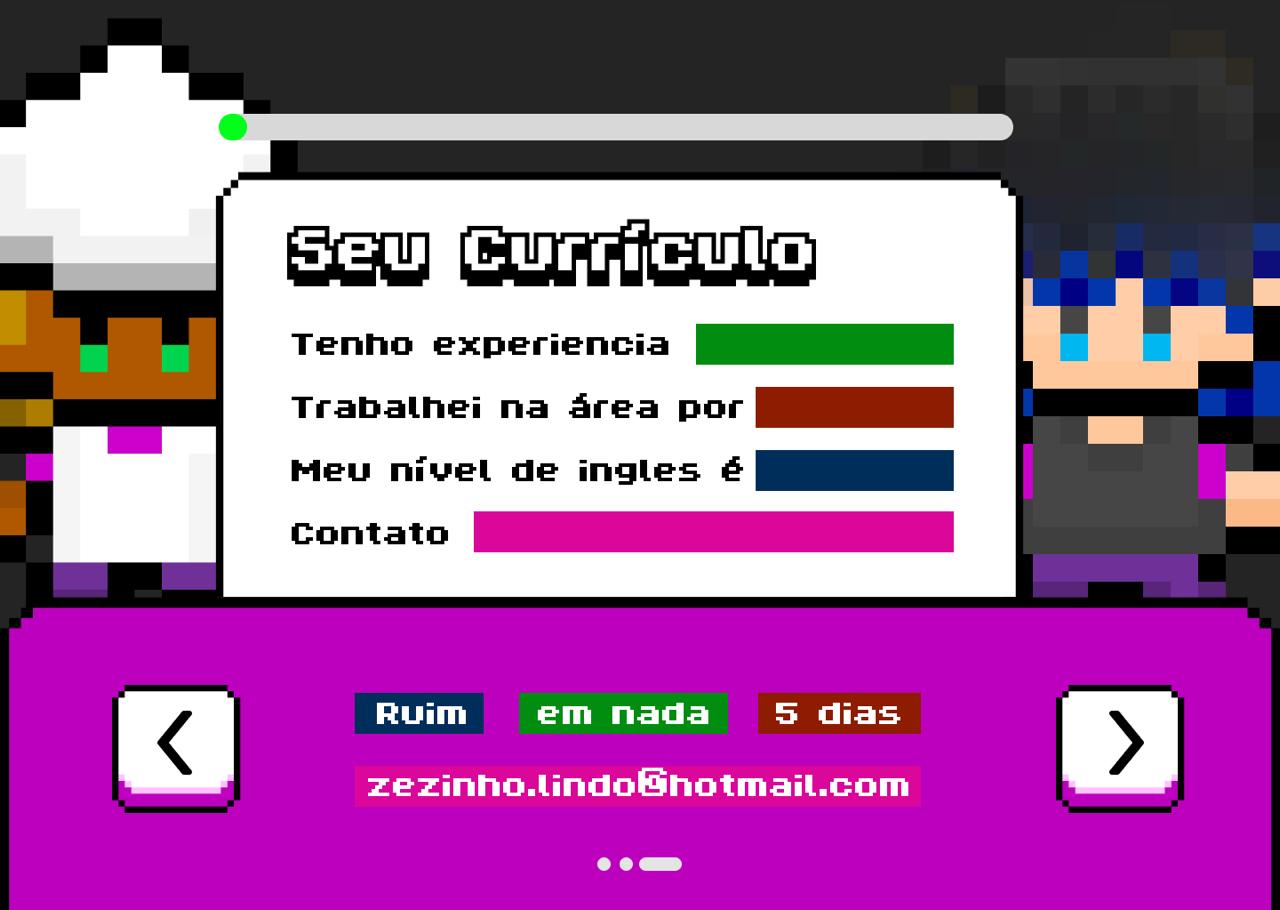 Seu Currículo
Tenho experiencia
Trabalhei na área por
Meu nível de ingles é
Contato
Ruim em nada 5 dias
zezinho.lindo@hotmail.com